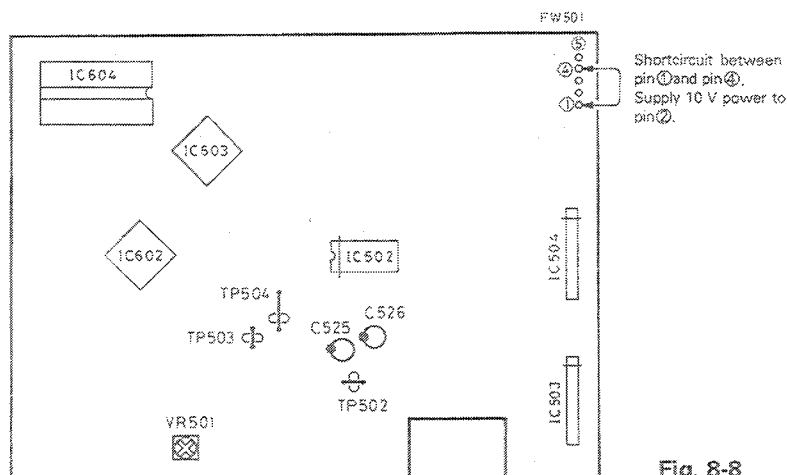 FW501
⑤
④
①
Shortcircuit between
pin①and pin④.
Supply 10 V power to
pin②.
IC604
IC603
IC602
IC502
IC504
TP504
TP503
C525
C526
TP502
IC503
VR501
Fig. 8-8